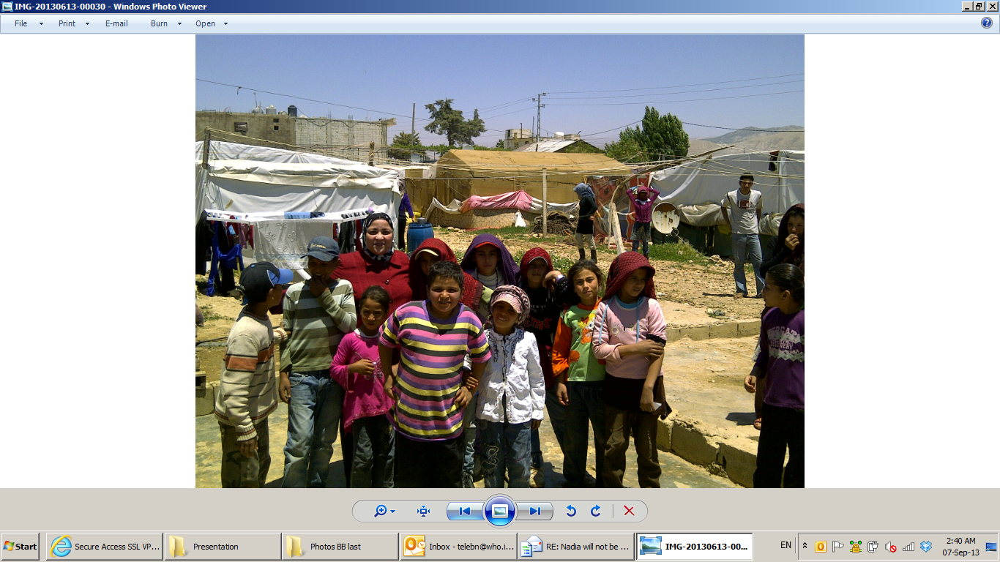 IMG-20130613-00030 - Windows Photo Viewer
File Print E-mail Burn Open
Start Secure Access SSL VP... Presentation Photos BB last Inbox - telebn@who.i... RE: Nadia will not be ... IMG-20130613-00... EN 2:40 AM
07-Sep-13